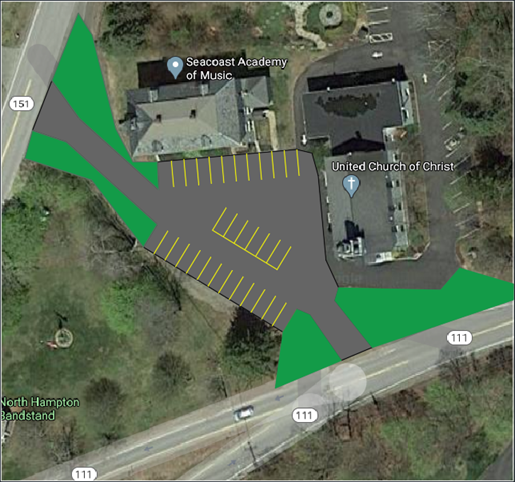 151
Seacoast Academy
of Music
United Church of Christ
111
North Hampton
Bandstand
111
111